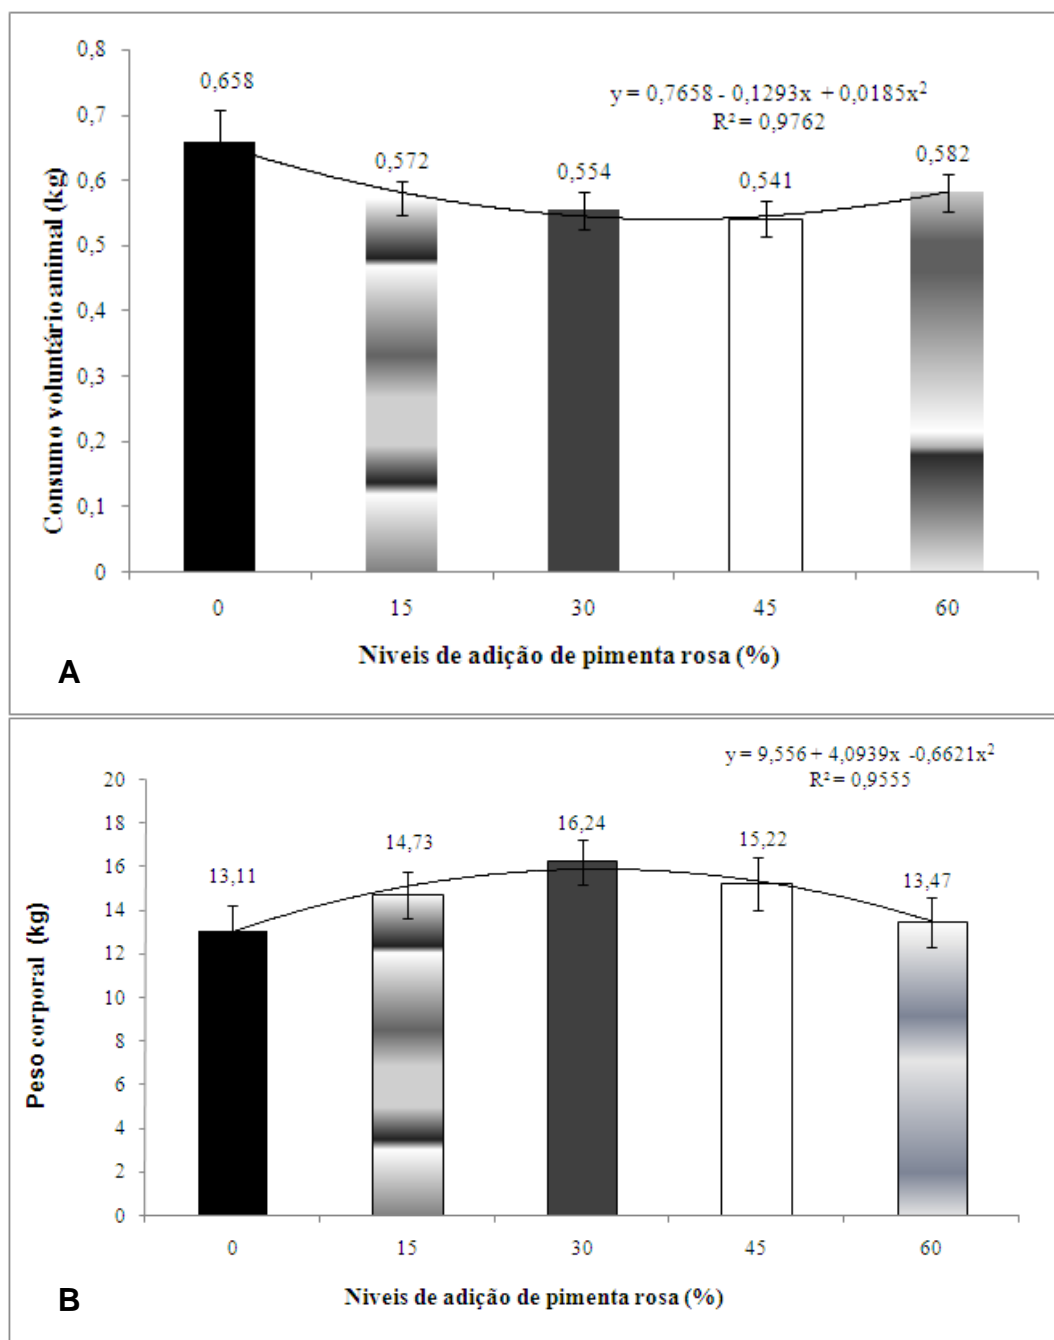 0,8
0,7
0,6
0,5
0,4
0,3
0,2
0,1
0
Consumo voluntário animal (kg)
0,658
0,572
0,554
0,541
0,582
y = 0,7658 - 0,1293x + 0,0185x²
R² = 0,9762
0 15 30 45 60
Niveis de adição de pimenta rosa (%)
A
y = 9,556 + 4,0939x -0,6621x²
R² = 0,9555
20
18
16
14
12
10
8
6
4
2
0
Peso corporal (kg)
13,11
14,73
16,24
15,22
13,47
0 15 30 45 60
Niveis de adição de pimenta rosa (%)
B